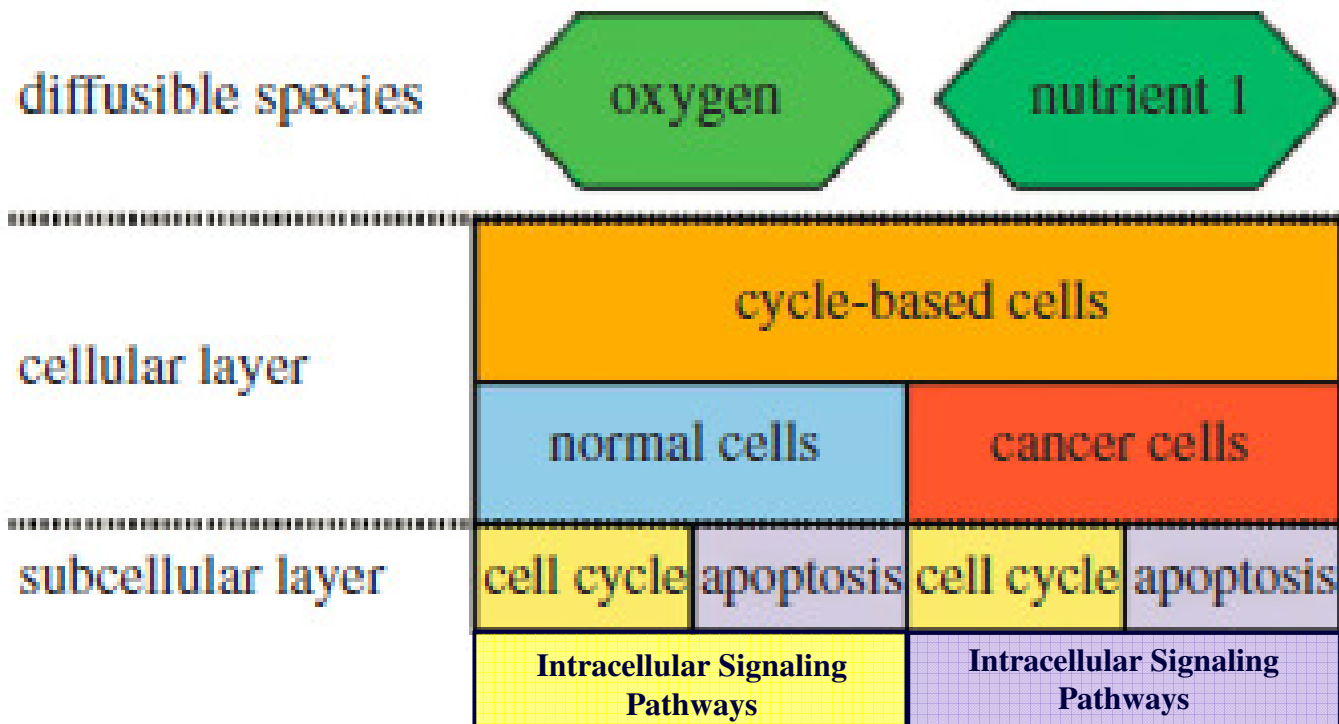 diffusible species
oxygen
nutrient 1
cycle-based cells
cellular layer
normal cells
cancer cells
subcellular layer
cell cycle
apoptosis
cell cycle
apoptosis
Intracellular Signaling
Pathways
Intracellular Signaling
Pathways